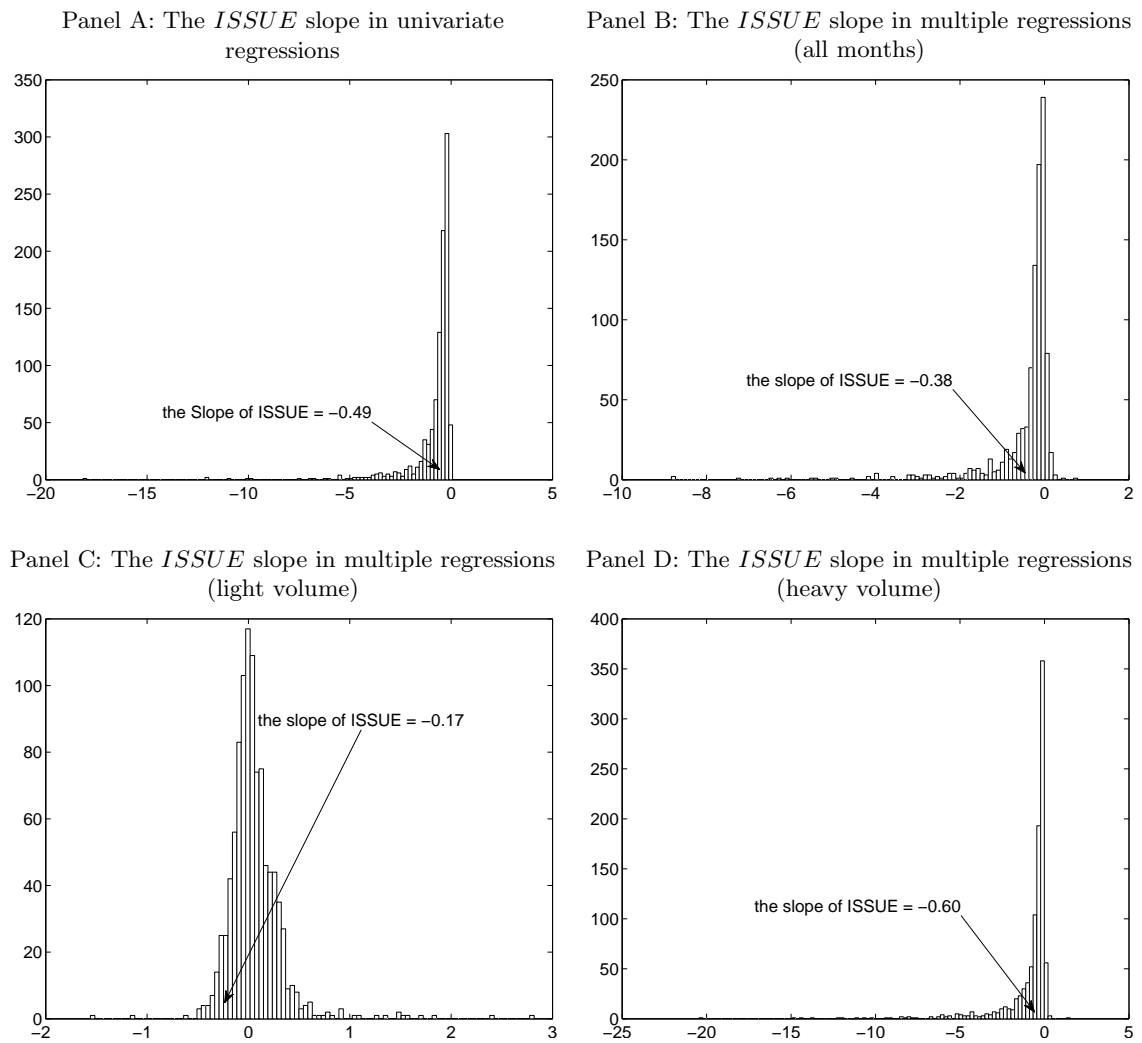 Panel A: The ISSUE slope in univariate
regressions
350
300
250
200
150
100
50
0
the Slope of ISSUE = −0.49
−20 −15 −10 −5 0 5
Panel B: The ISSUE slope in multiple regressions
(all months)
250
200
150
100
50
0
the slope of ISSUE = −0.38
−10 −8 −6 −4 −2 0 2
Panel C: The ISSUE slope in multiple regressions
(light volume)
120
100
80
60
40
20
0
the slope of ISSUE = −0.17
−2 −1 0 1 2 3
Panel D: The ISSUE slope in multiple regressions
(heavy volume)
400
350
300
250
200
150
100
50
0
the slope of ISSUE = −0.60
−25 −20 −15 −10 −5 0 5